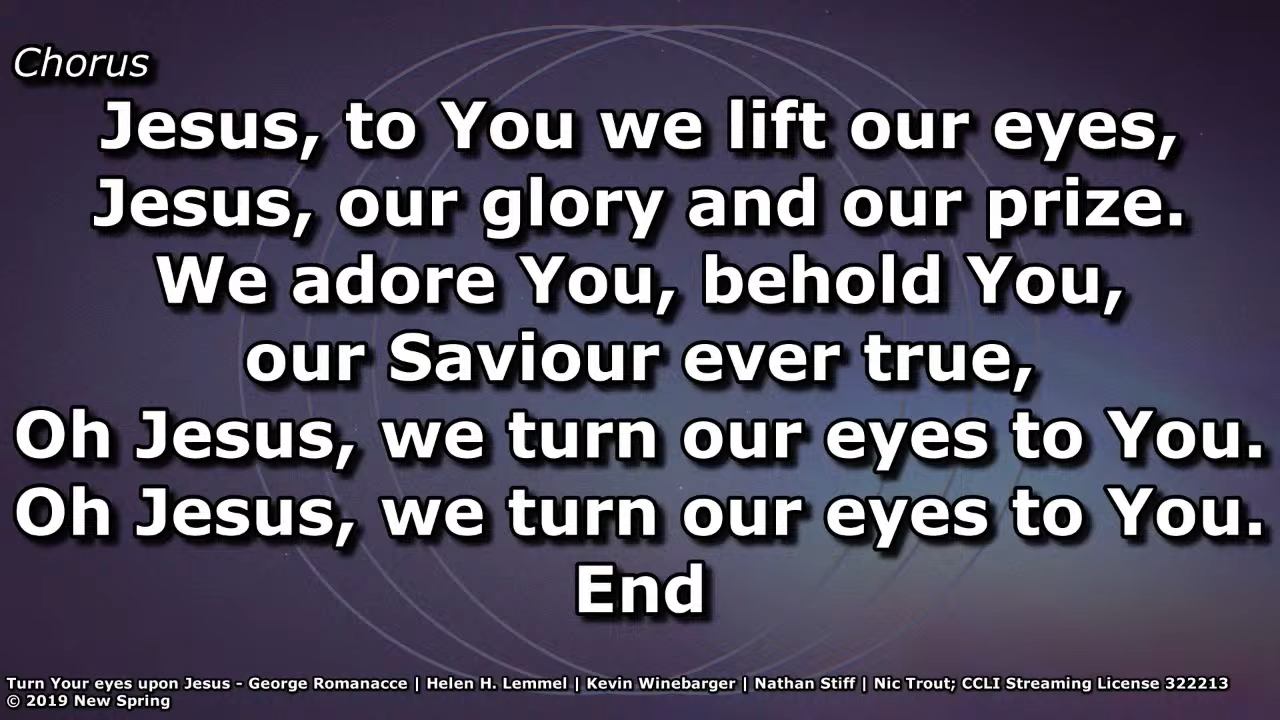 Chorus
Jesus, to You we lift our eyes,
Jesus, our glory and our prize.
We adore You, behold You,
our Saviour ever true,
Oh Jesus, we turn our eyes to You.
Oh Jesus, we turn our eyes to You.
End
Turn Your eyes upon Jesus - George Romanacce | Helen H. Lemmel | Kevin Winebarger | Nathan Stiff | Nic Trout; CCLI Streaming License 322213
© 2019 New Spring